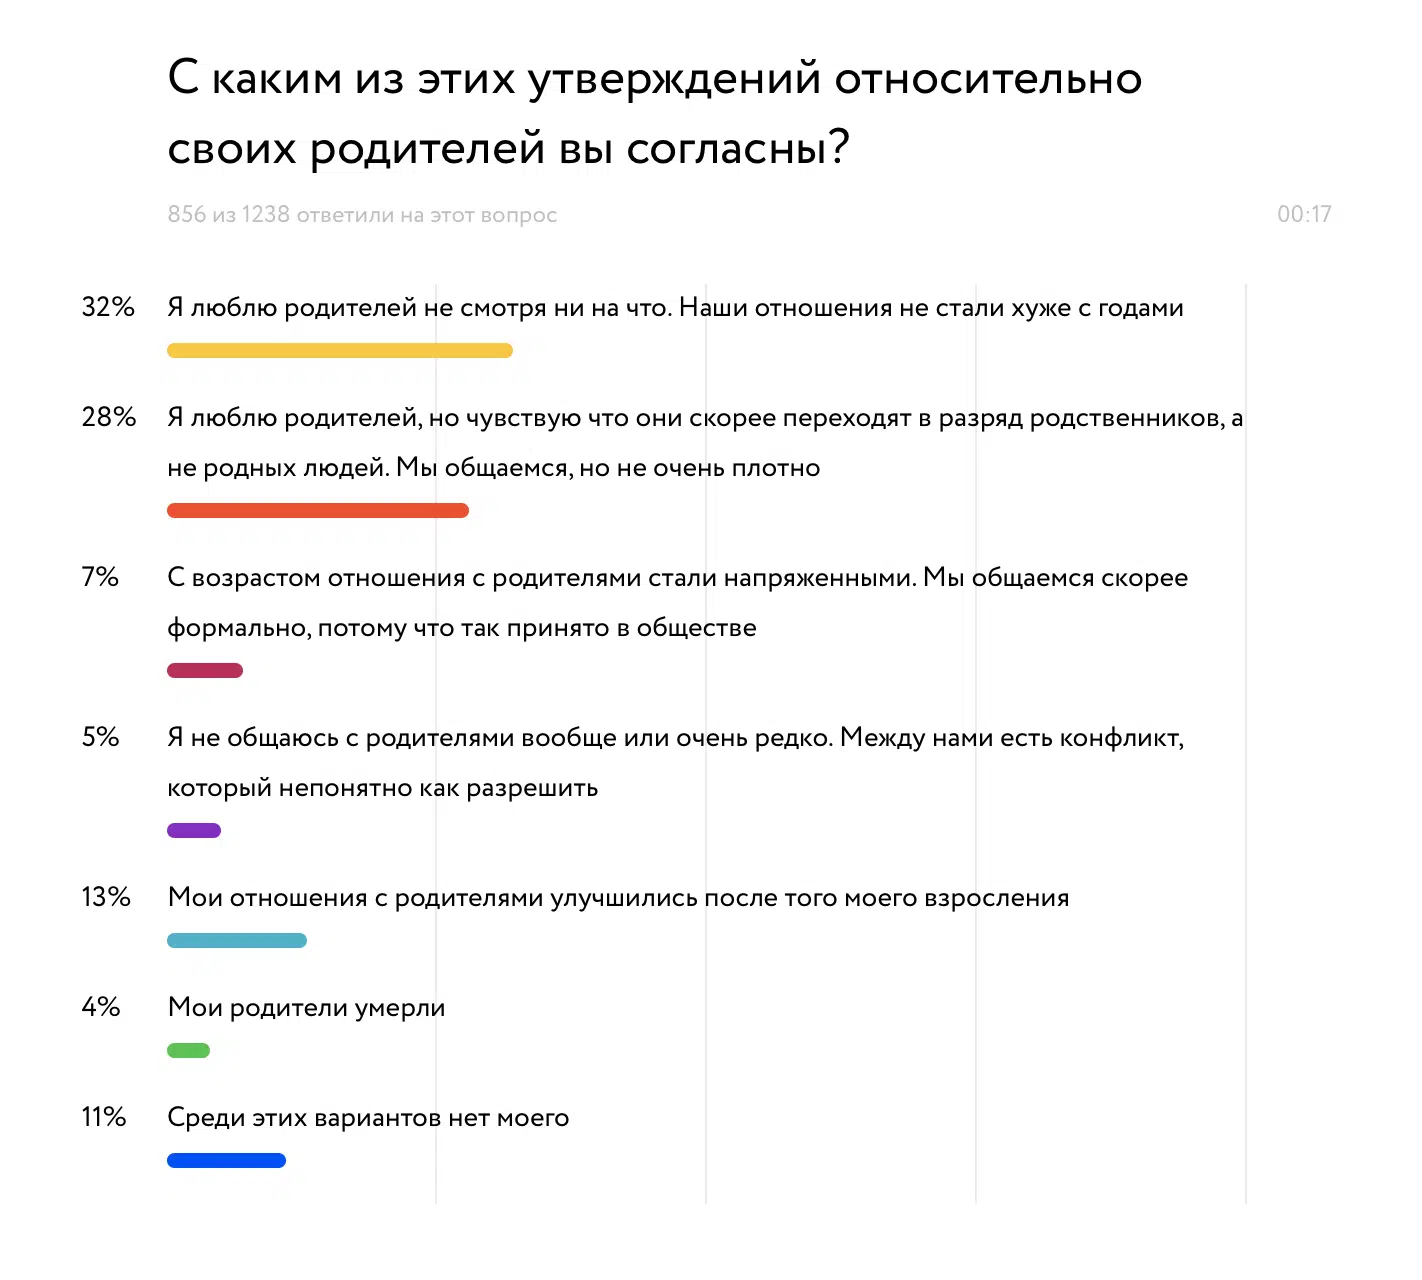 С каким из этих утверждений относительно
своих родителей вы согласны?
856 из 1238 ответили на этот вопрос
00:17
32%
Я люблю родителей не смотря ни на что. Наши отношения не стали хуже с годами
28%
Я люблю родителей, но чувствую что они скорее переходят в разряд родственников, а
не родных людей. Мы общаемся, но не очень плотно
7%
С возрастом отношения с родителями стали напряженными. Мы общаемся скорее
формально, потому что так принято в обществе
5%
Я не общаюсь с родителями вообще или очень редко. Между нами есть конфликт,
который непонятно как разрешить
13%
Мои отношения с родителями улучшились после того моего взросления
4%
Мои родители умерли
11%
Среди этих вариантов нет моего